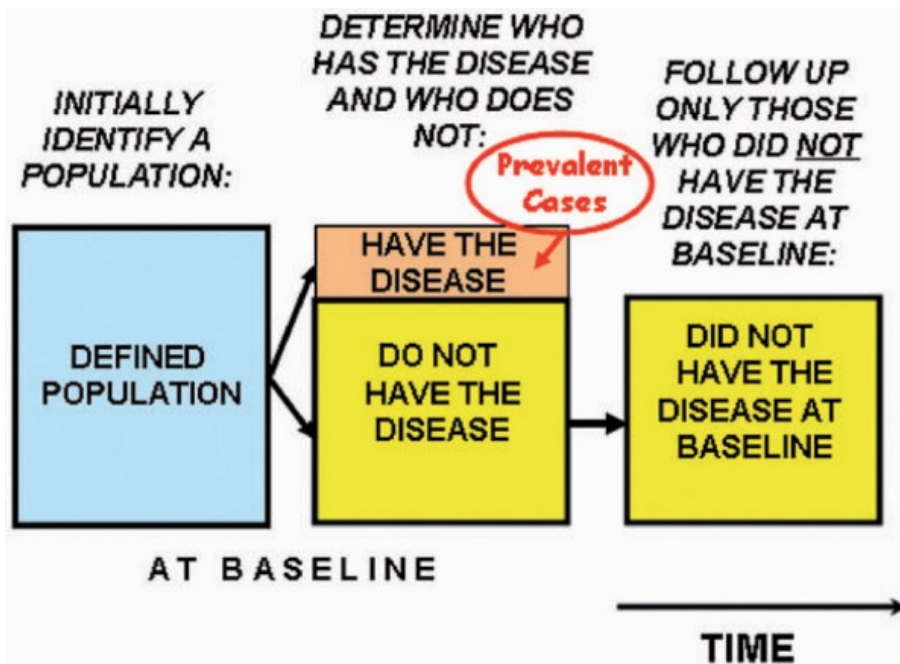 INITIALLY
IDENTIFY A
POPULATION:
DEFINED
POPULATION
DETERMINE WHO
HAS THE DISEASE
AND WHO DOES
NOT:
Prevalent
Cases
HAVE THE
DISEASE
DO NOT
HAVE THE
DISEASE
FOLLOW UP
ONLY THOSE
WHO DID NOT
HAVE THE
DISEASE AT
BASELINE:
DID NOT
HAVE THE
DISEASE AT
BASELINE
AT BASELINE
TIME